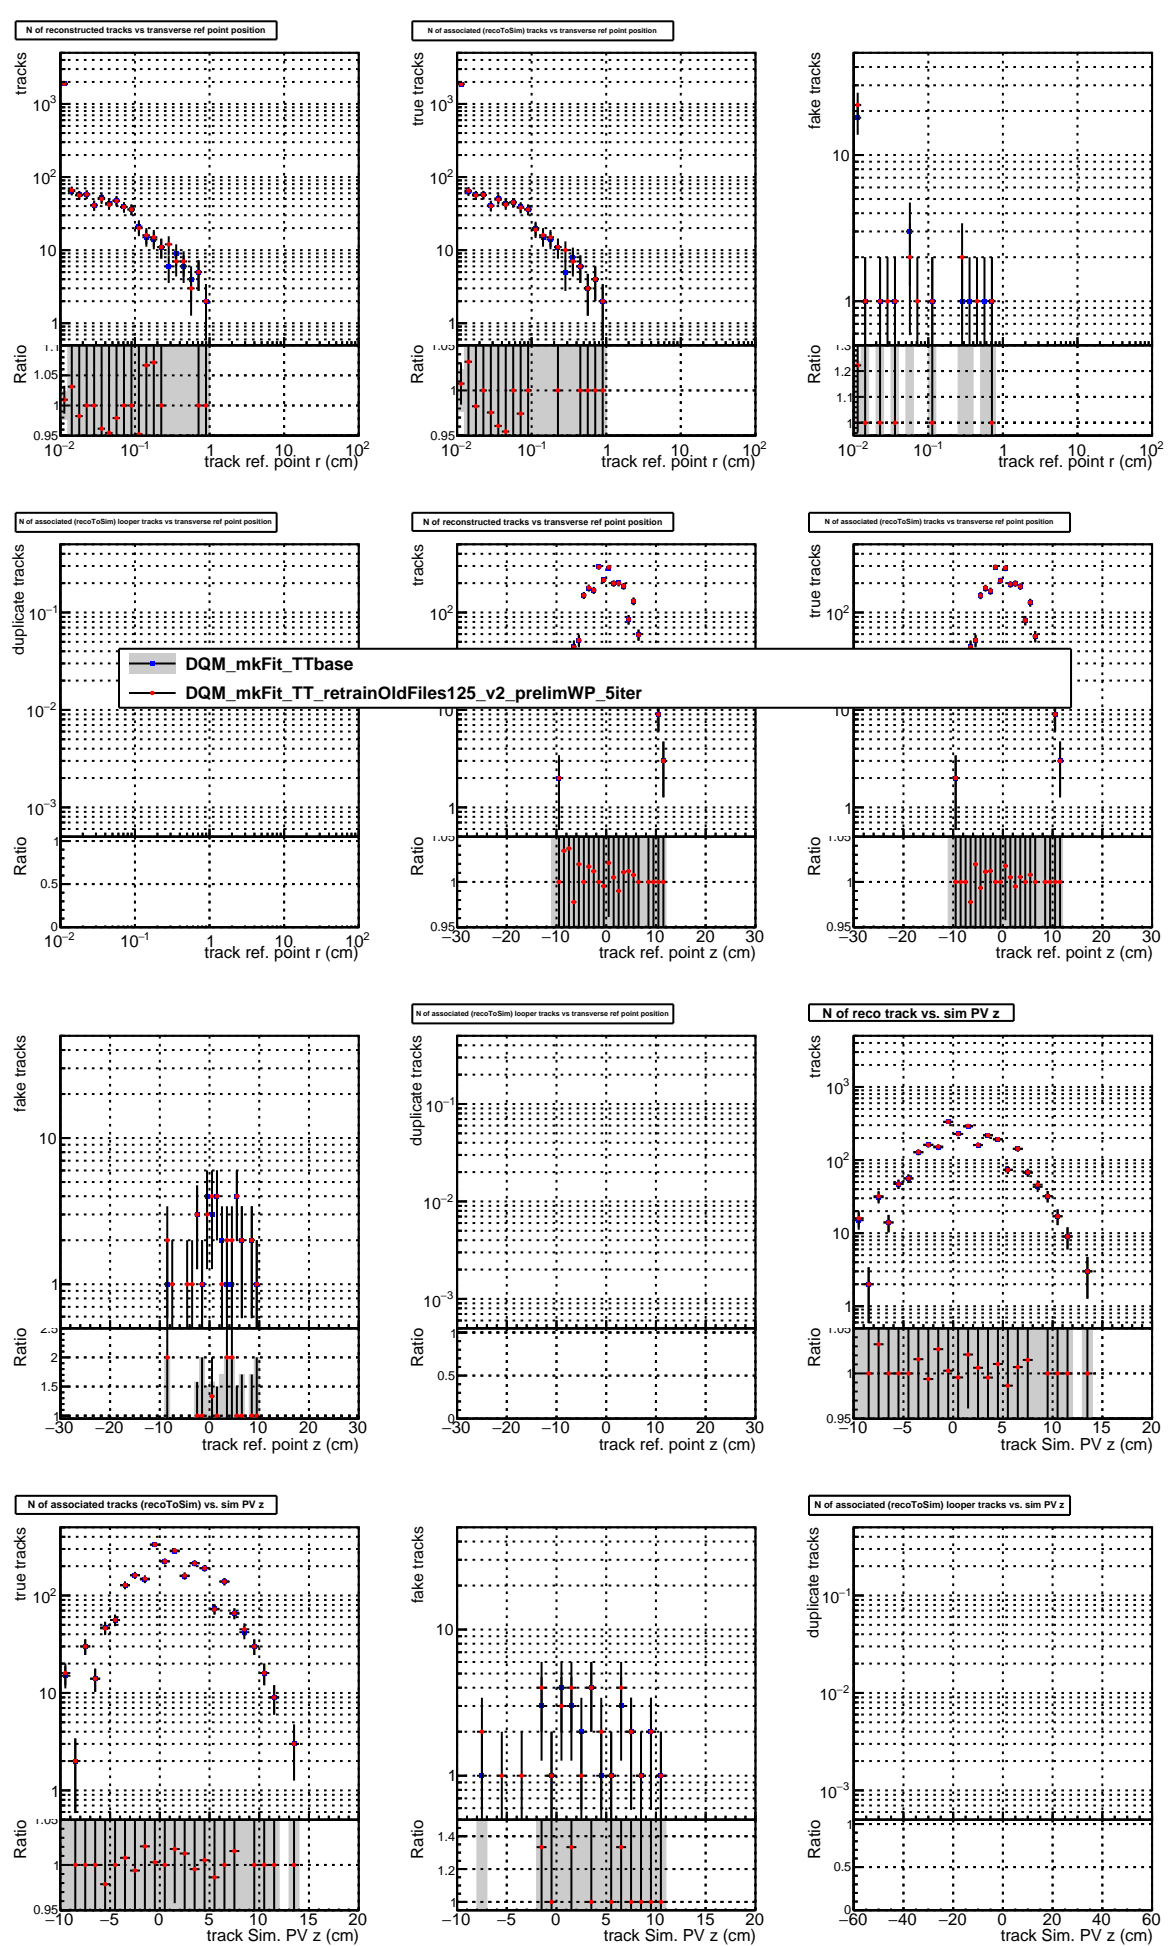 N of reconstructed tracks vs transverse ref point position
tracks
10³
10²
10
1
Ratio
1.1
1.05
1
0.95
10⁻² 10⁻¹ 1 10 10²
track ref. point r (cm)
N of associated (recoToSim) tracks vs transverse ref point position
true tracks
10³
10²
10
1
Ratio
1.05
1
0.95
10⁻² 10⁻¹ 1 10 10²
track ref. point r (cm)
fake tracks
10
1
Ratio
1.3
1.2
1.1
1
10⁻² 10⁻¹ 1 10 10²
track ref. point r (cm)
N of associated (recoToSim) looper tracks vs transverse ref point position
duplicate tracks
10⁻¹
10⁻²
10⁻³
Ratio
1
0.5
0
10⁻² 10⁻¹ 1 10 10²
track ref. point r (cm)
N of reconstructed tracks vs transverse ref point position
tracks
10²
10
1
Ratio
1.05
1
0.95
−30 −20 −10 0 10 20 30
track ref. point z (cm)
N of associated (recoToSim) tracks vs transverse ref point position
true tracks
10²
10
1
Ratio
1.05
1
0.95
−30 −20 −10 0 10 20 30
track ref. point z (cm)
DQM_mkFit_TTbase
DQM_mkFit_TT_retrainOldFiles125_v2_prelimWP_5iter
fake tracks
10
1
Ratio
2.5
2
1.5
1
−30 −20 −10 0 10 20 30
track ref. point z (cm)
N of associated (recoToSim) looper tracks vs transverse ref point position
duplicate tracks
10⁻¹
10⁻²
10⁻³
Ratio
1
0.5
0
−30 −20 −10 0 10 20 30
track ref. point z (cm)
N of reco track vs. sim PV z
tracks
10³
10²
10
1
Ratio
1.05
1
0.95
−10 −5 0 5 10 15 20
track Sim. PV z (cm)
N of associated tracks (recoToSim) vs. sim PV z
true tracks
10²
10
1
Ratio
1.05
1
0.95
−10 −5 0 5 10 15 20
track Sim. PV z (cm)
fake tracks
10
1
Ratio
1.4
1.2
1
−10 −5 0 5 10 15 20
track Sim. PV z (cm)
N of associated (recoToSim) looper tracks vs. sim PV z
duplicate tracks
10⁻¹
10⁻²
10⁻³
Ratio
1
0.5
0
−60 −40 −20 0 20 40 60
track Sim. PV z (cm)